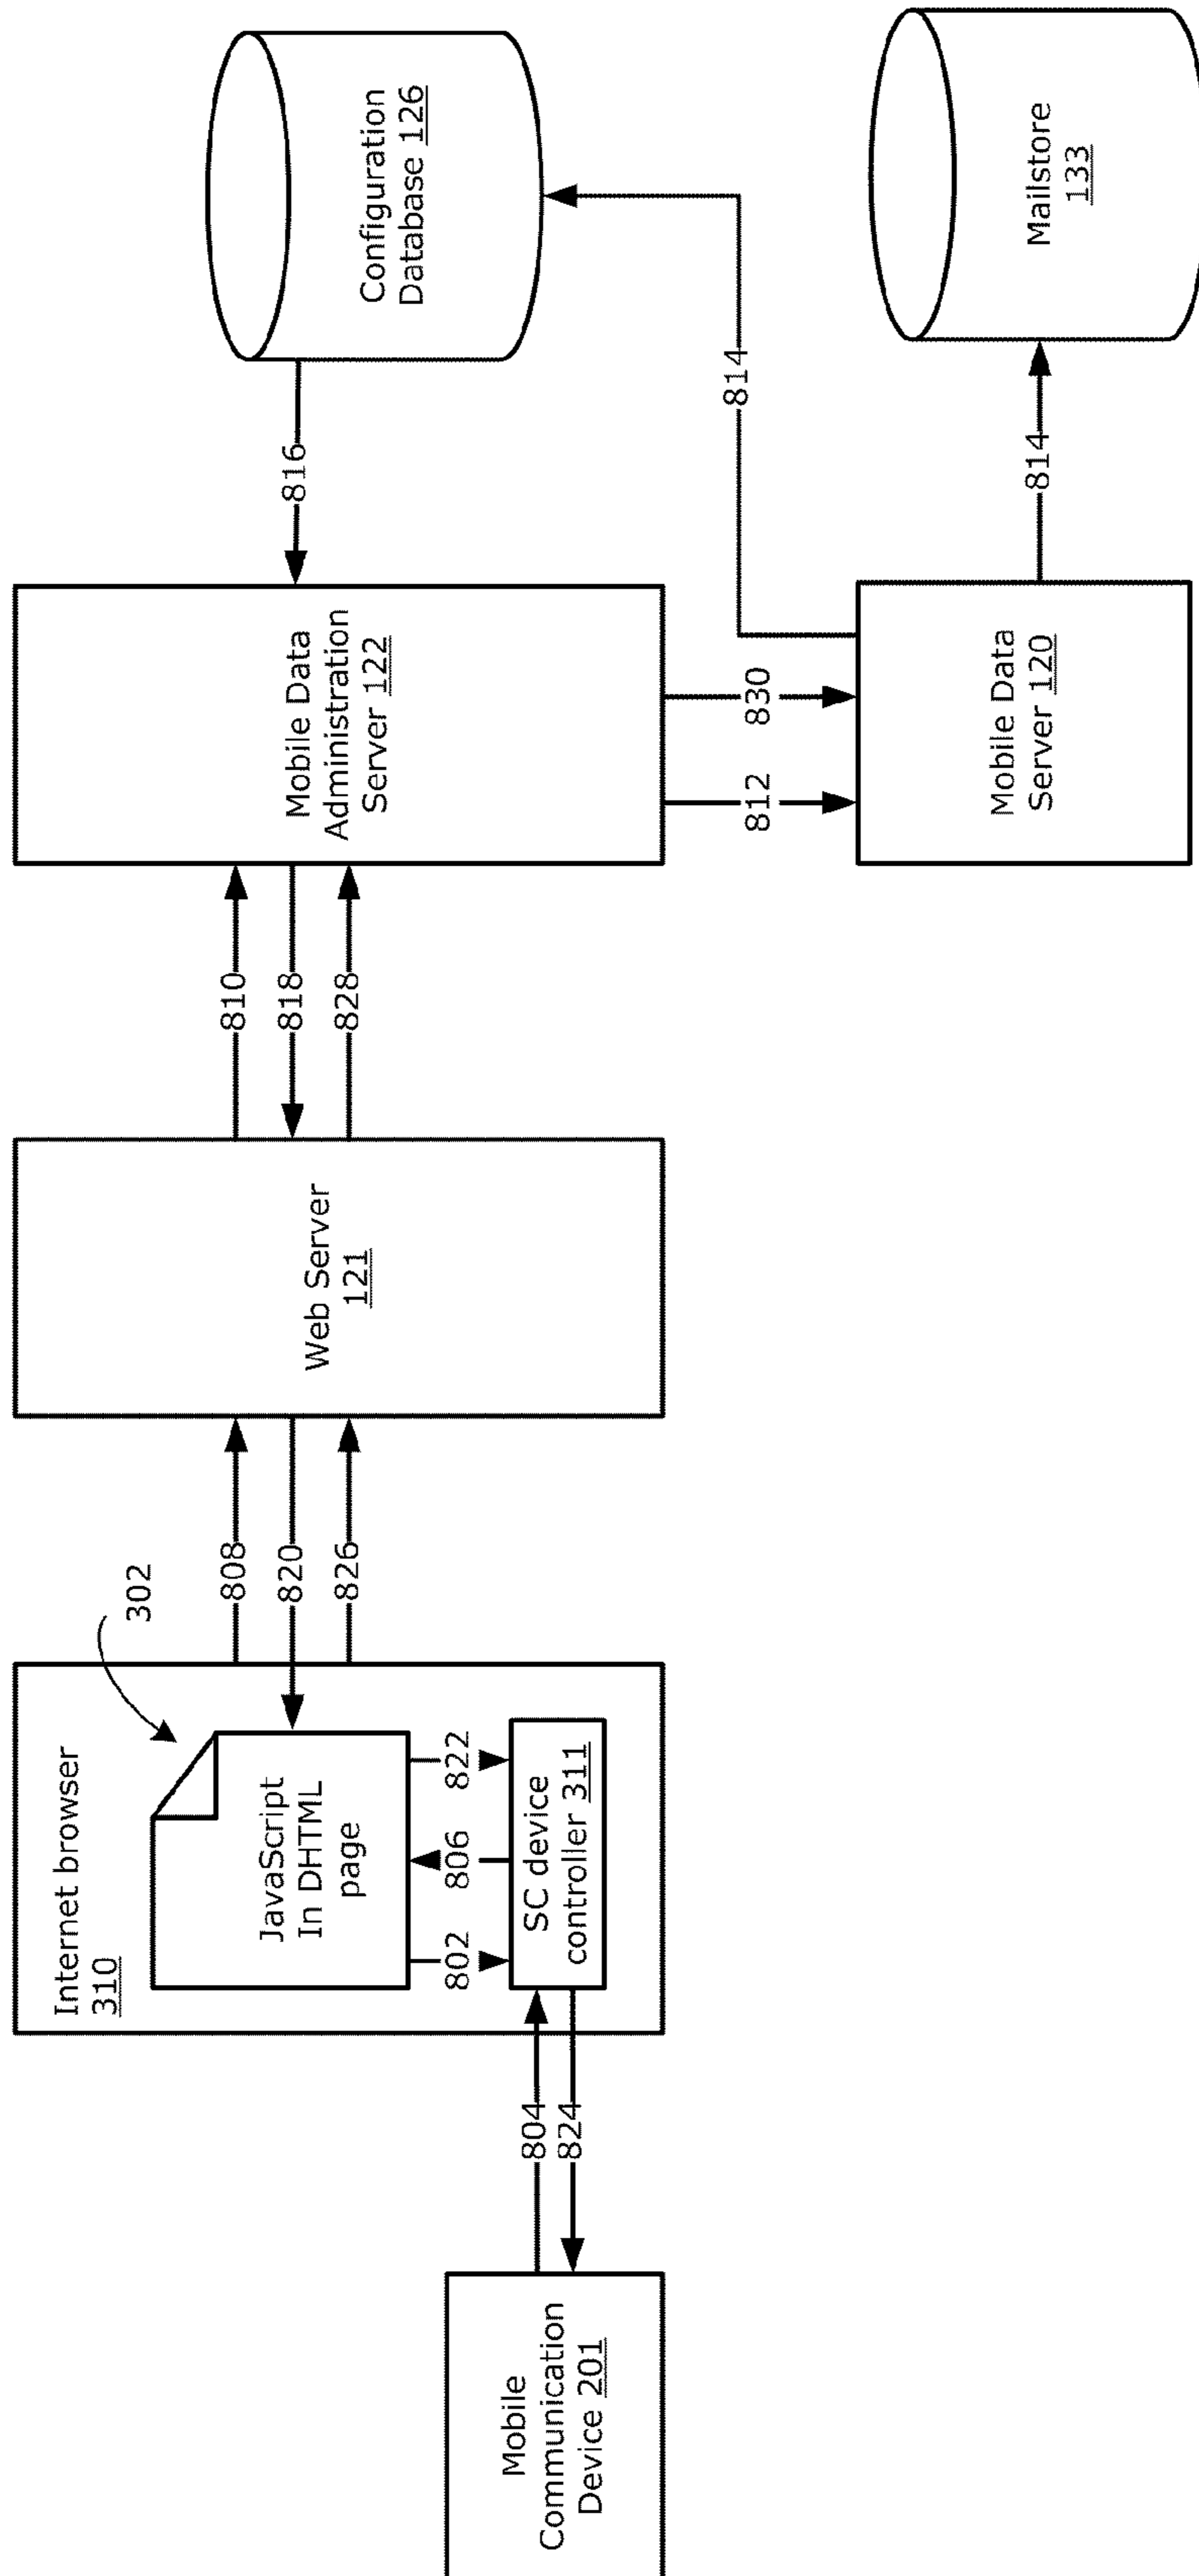 Mobile
Communication
Device 201
804
824
Internet browser
310
302
JavaScript
In DHTML
page
802
806
822
SC device
controller 311
808
820
826
Web Server
121
810
818
828
Mobile Data
Administration
Server 122
816
Configuration
Database 126
812
830
814
Mobile Data
Server 120
814
Mailstore
133